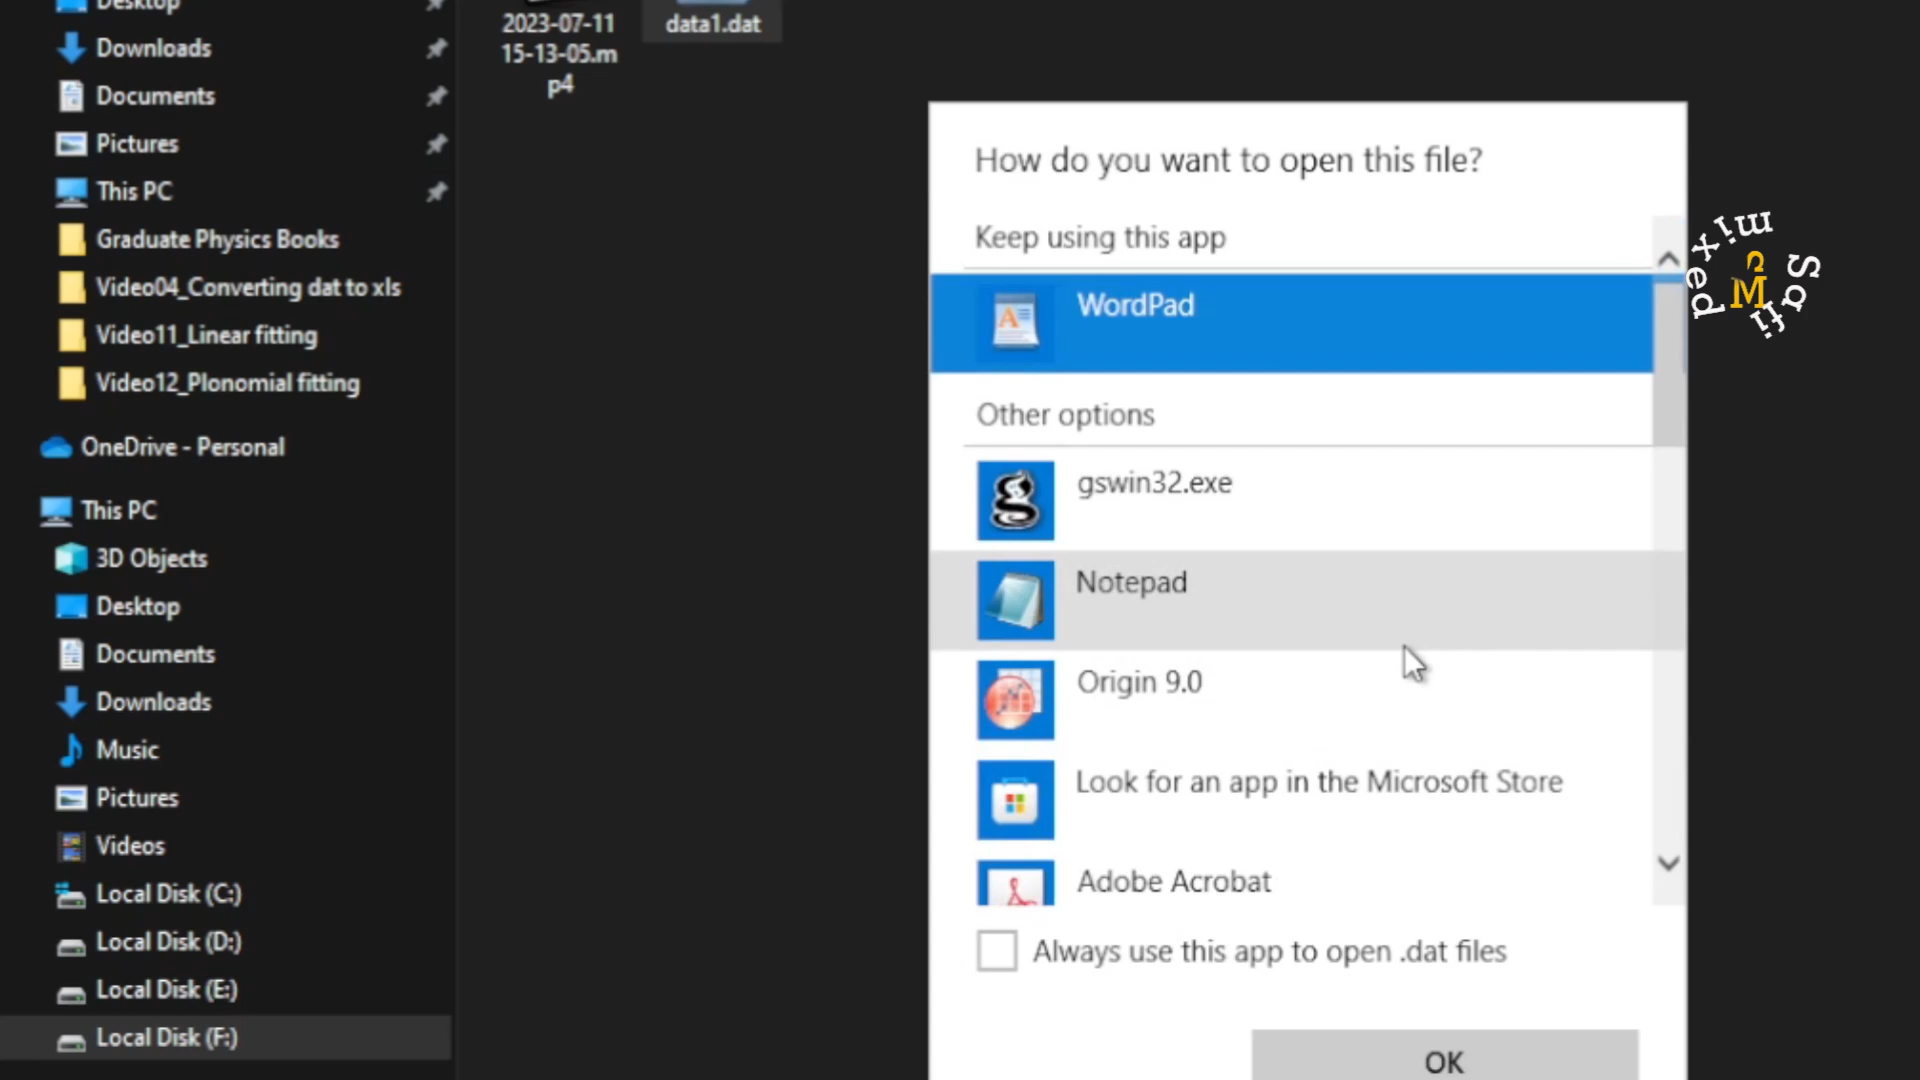 Desktop
Downloads
Documents
Pictures
This PC
Graduate Physics Books
Video04_Converting dat to xls
Video11_Linear fitting
Video12_Plonomial fitting
OneDrive - Personal
This PC
3D Objects
Desktop
Documents
Downloads
Music
Pictures
Videos
Local Disk (C:)
Local Disk (D:)
Local Disk (E:)
Local Disk (F:)
2023-07-11
15-13-05.m
p4
data1.dat
How do you want to open this file?
Keep using this app
WordPad
Other options
gswin32.exe
Notepad
Origin 9.0
Look for an app in the Microsoft Store
Adobe Acrobat
Always use this app to open .dat files
OK
Safi mixed
M